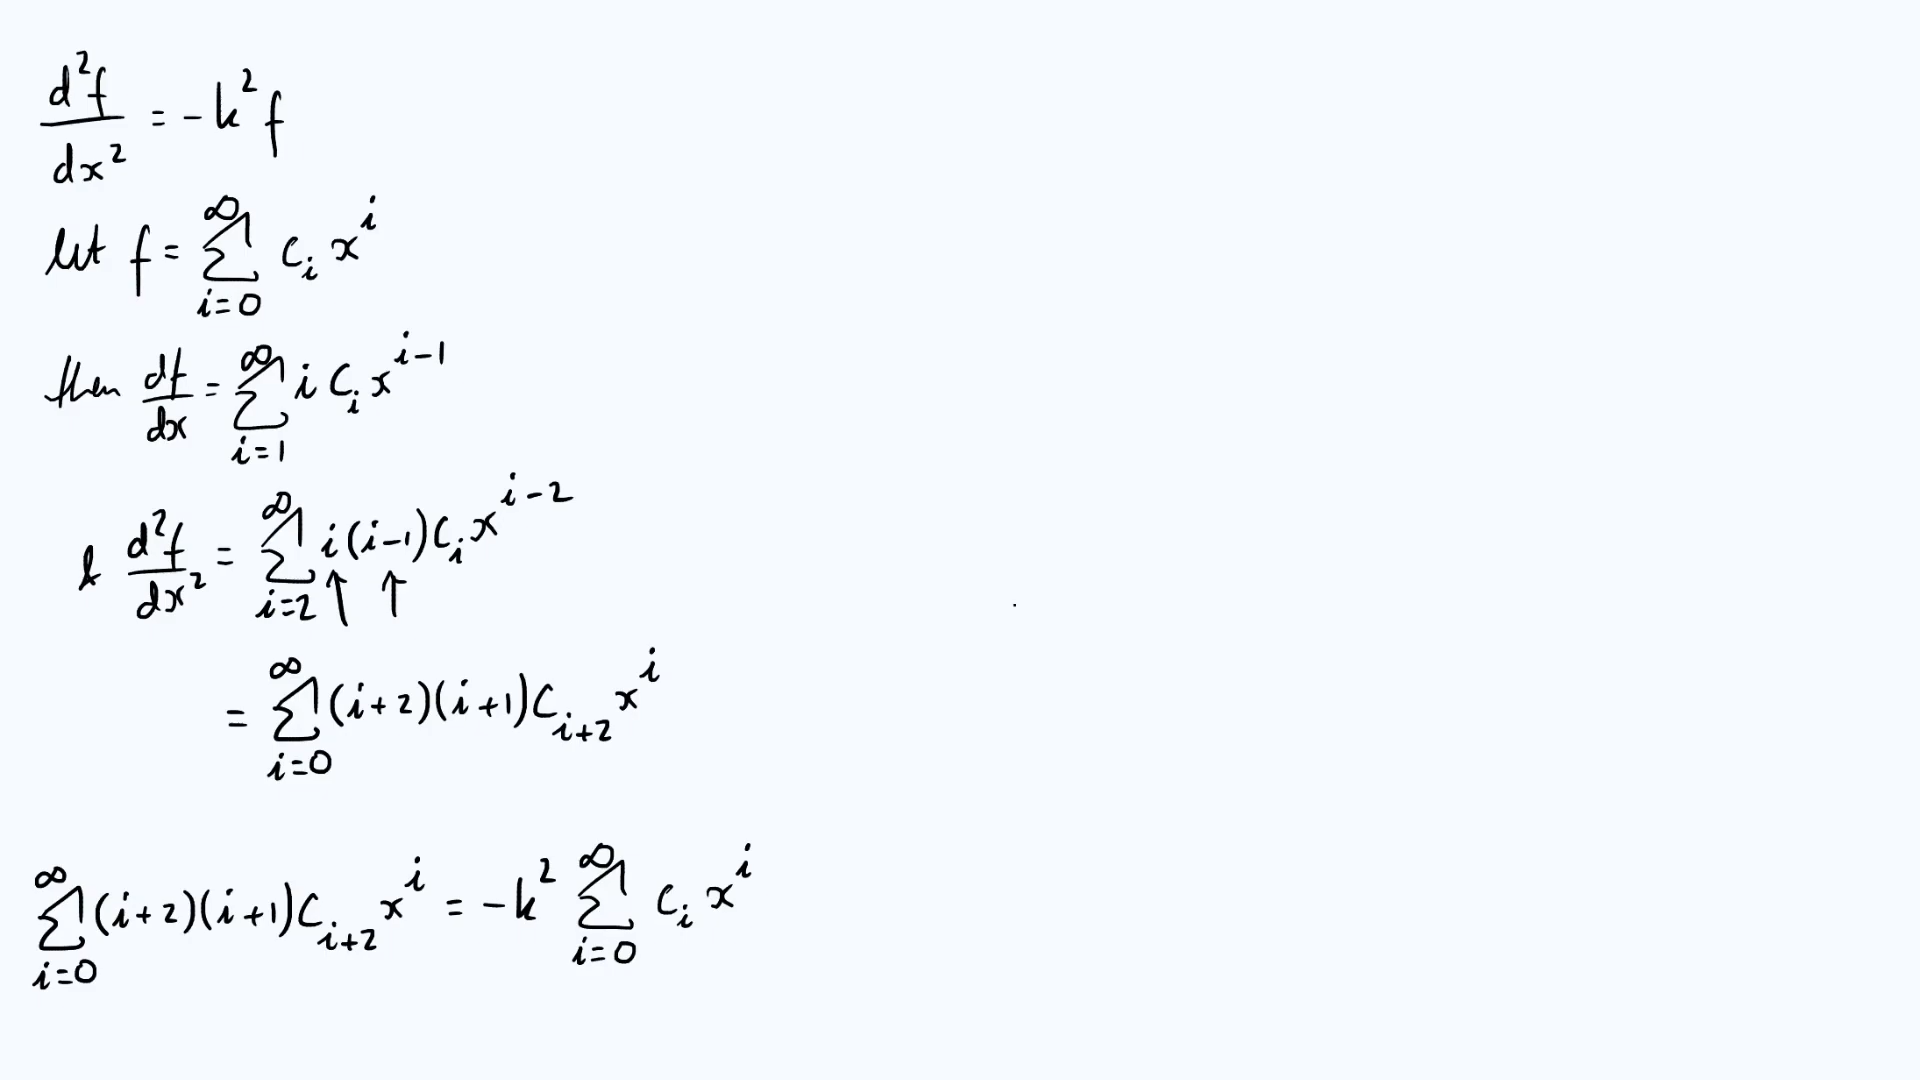 d²f/dx² = -k²f
let f = ∑_{i=0}^{∞} c_i x^i
then df/dx = ∑_{i=1}^{∞} i c_i x^{i-1}
& d²f/dx² = ∑_{i=2}^{∞} i(i-1) c_i x^{i-2}
↑ ↑
= ∑_{i=0}^{∞} (i+2)(i+1) c_{i+2} x^i
∑_{i=0}^{∞} (i+2)(i+1) c_{i+2} x^i = -k² ∑_{i=0}^{∞} c_i x^i